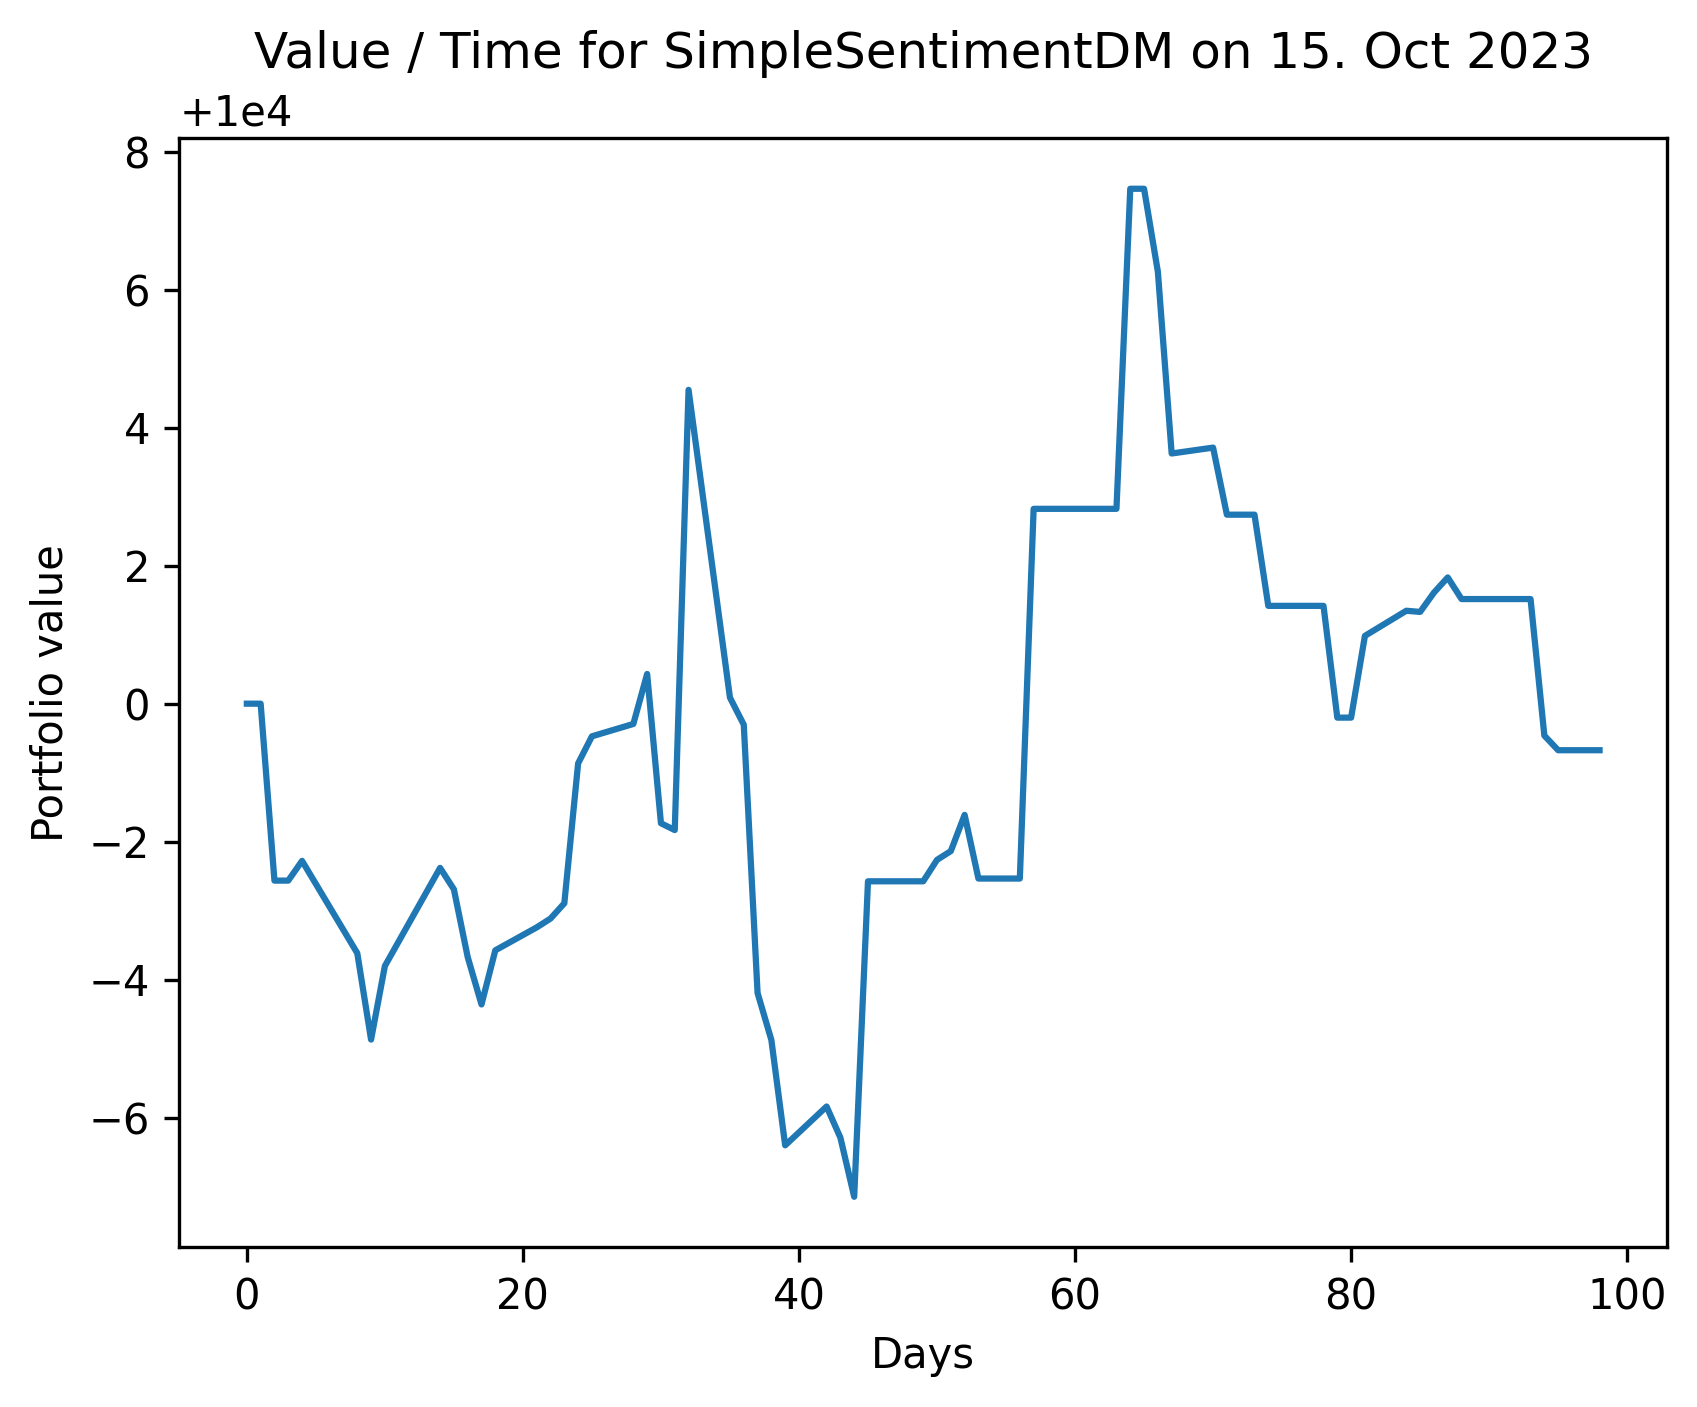 Value / Time for SimpleSentimentDM on 15. Oct 2023
+1e4
8
6
4
2
0
−2
−4
−6
Portfolio value
0 20 40 60 80 100
Days